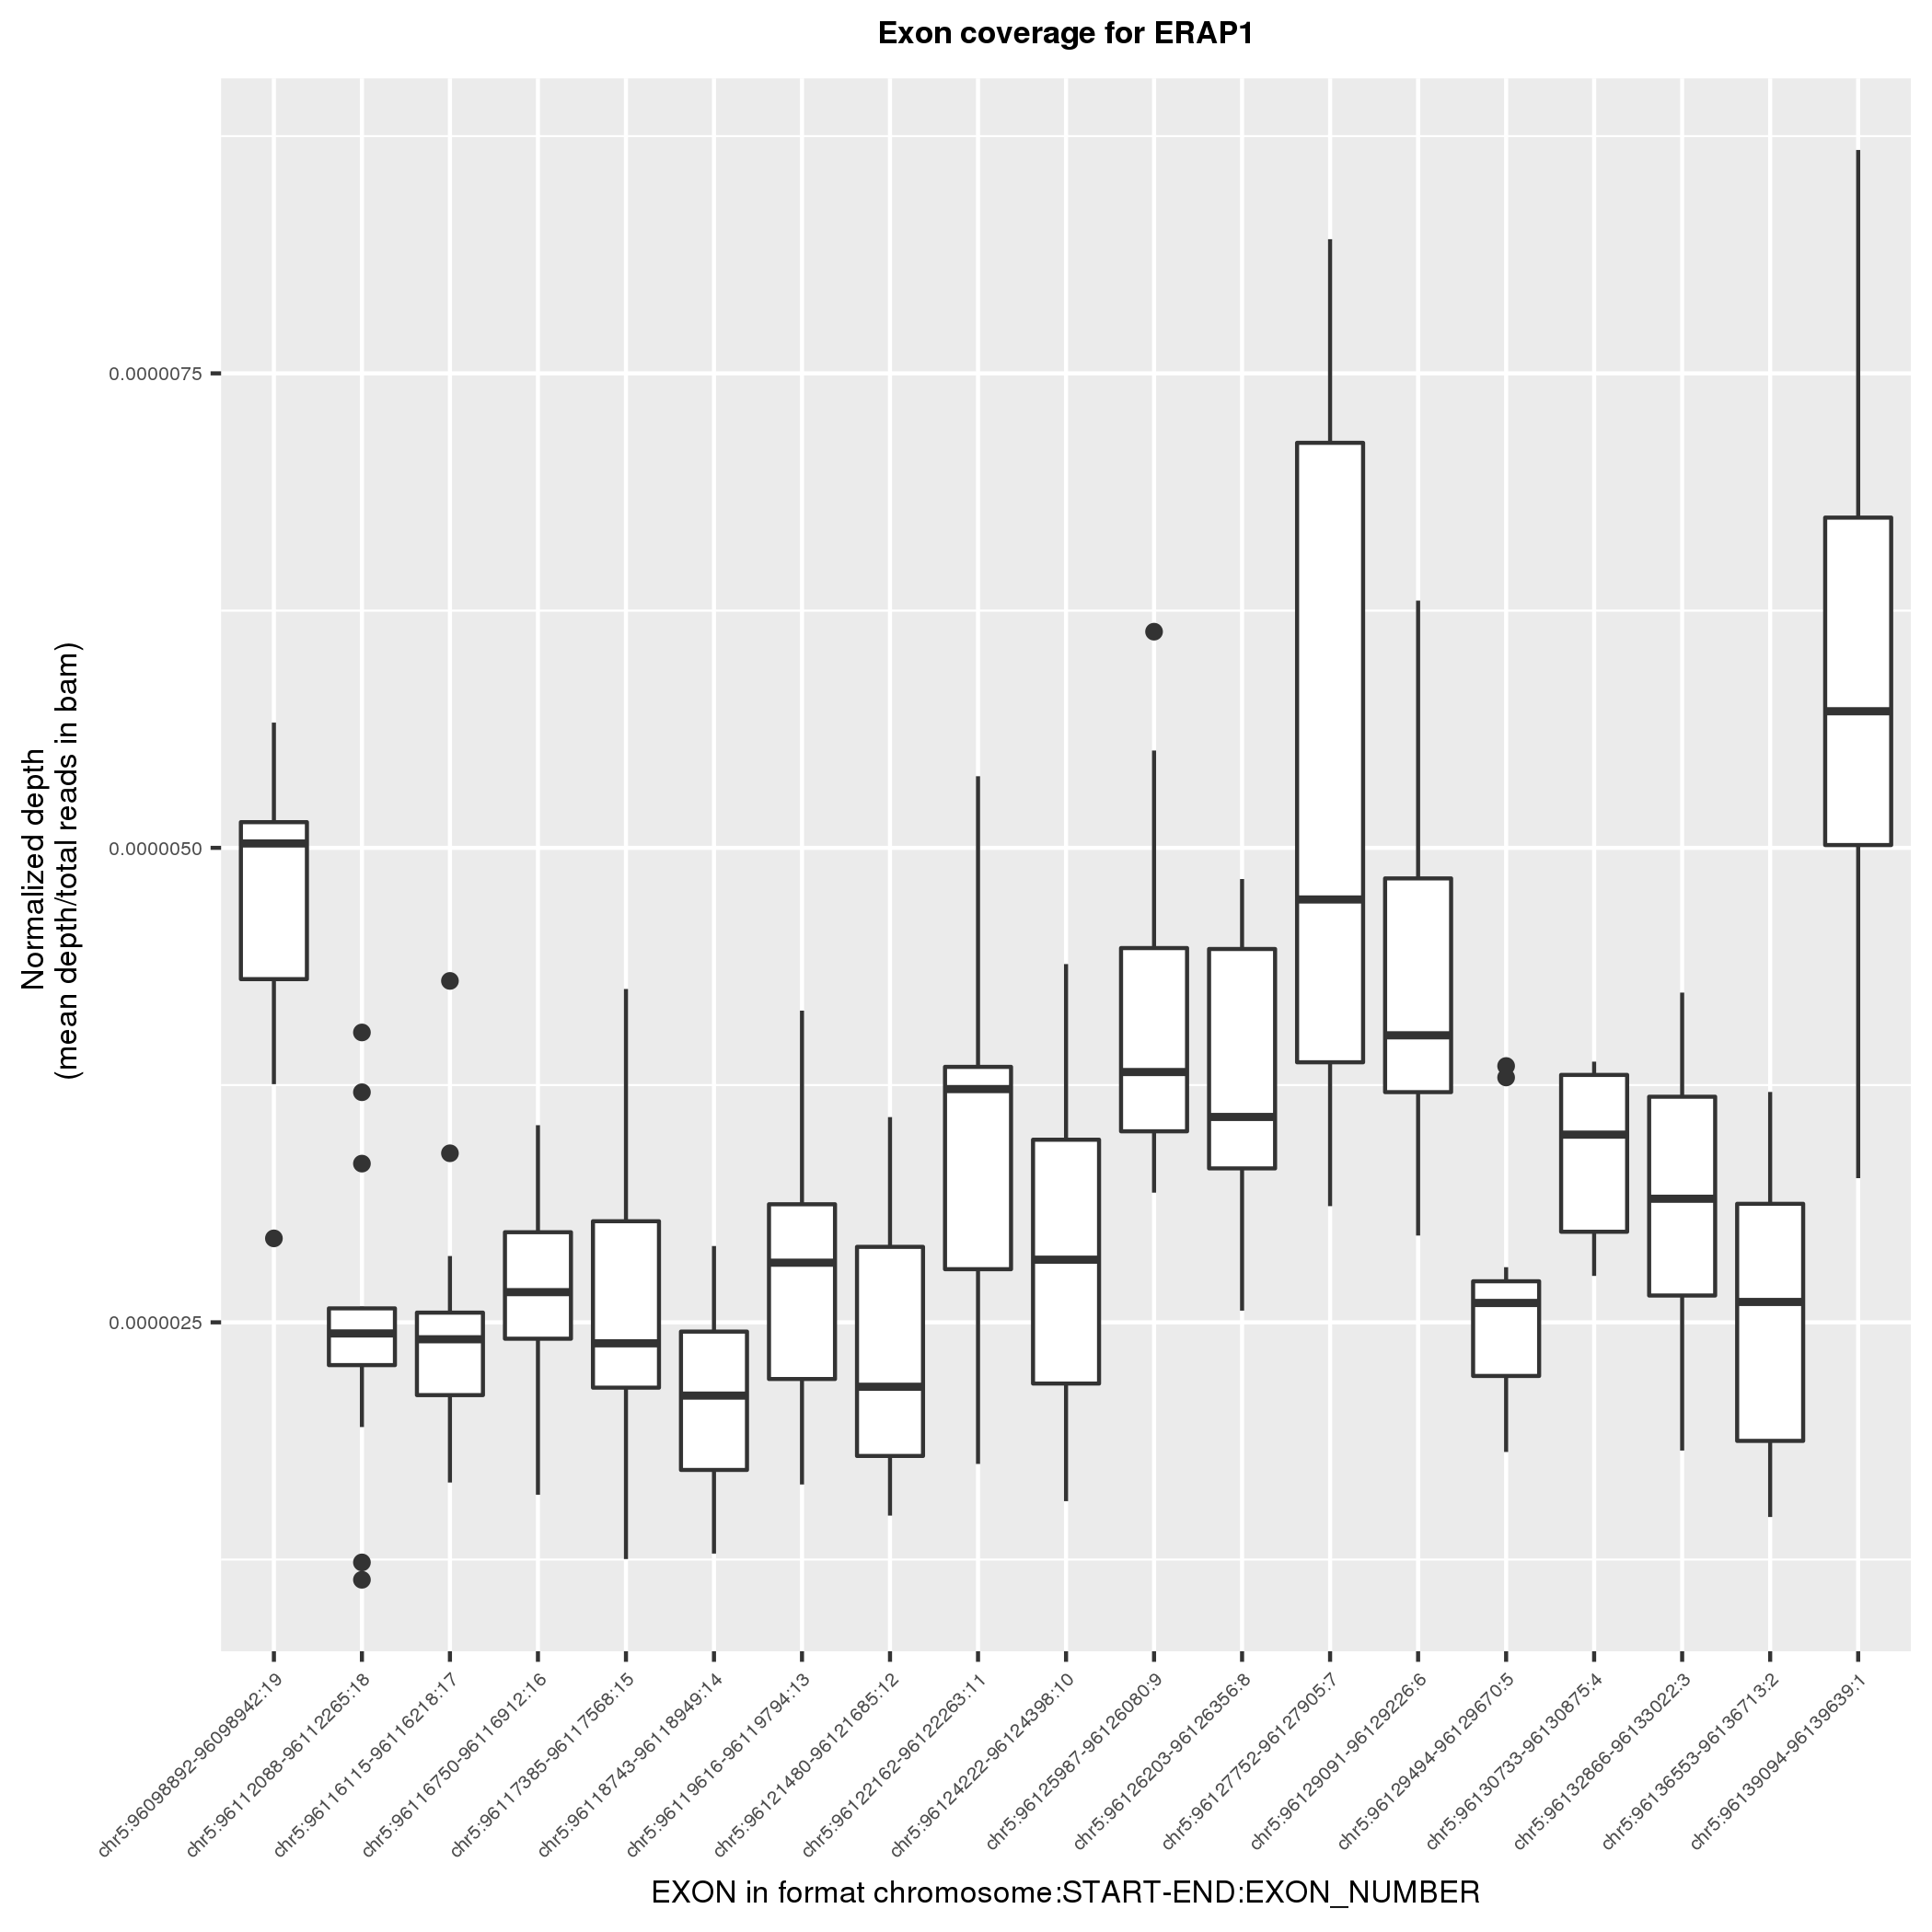 Exon coverage for ERAP1
Normalized depth
(mean depth/total reads in bam)
0.0000075
0.0000050
0.0000025
chr5:96098892-96098942:19
chr5:96112088-96112265:18
chr5:96116115-96116218:17
chr5:96116750-96116912:16
chr5:96117385-96117568:15
chr5:96118743-96118949:14
chr5:96119616-96119794:13
chr5:96121480-96121685:12
chr5:96122162-96122263:11
chr5:96124222-96124398:10
chr5:96125987-96126080:9
chr5:96126203-96126356:8
chr5:96127752-96127905:7
chr5:96129091-96129226:6
chr5:96129494-96129670:5
chr5:96130733-96130875:4
chr5:96132866-96133022:3
chr5:96136553-96136713:2
chr5:96139094-96139639:1
EXON in format chromosome:START-END:EXON_NUMBER